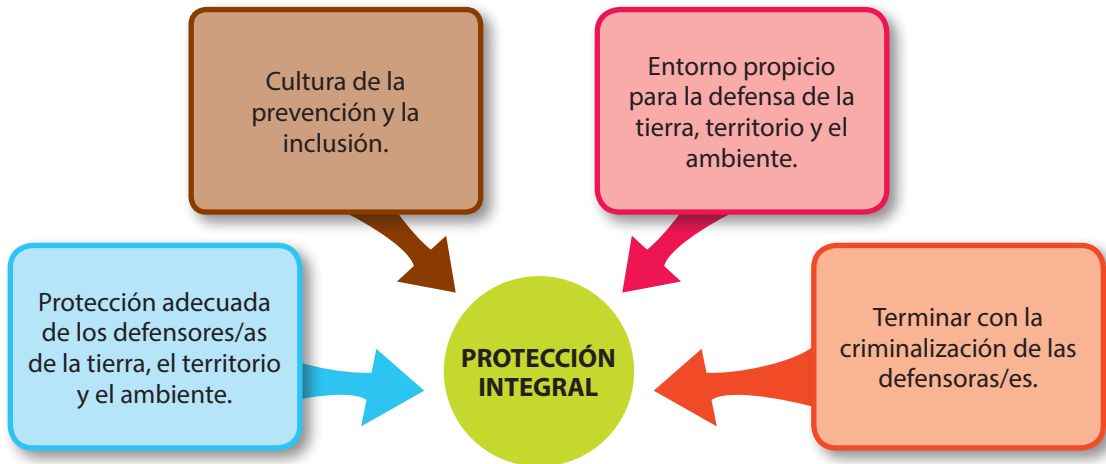 Cultura de la
prevención y la
inclusión.
Entorno propicio
para la defensa de la
tierra, territorio y el
ambiente.
Protección adecuada
de los defensores/as
de la tierra, el territorio
y el ambiente.
PROTECCIÓN
INTEGRAL
Terminar con la
criminalización de las
defensoras/es.